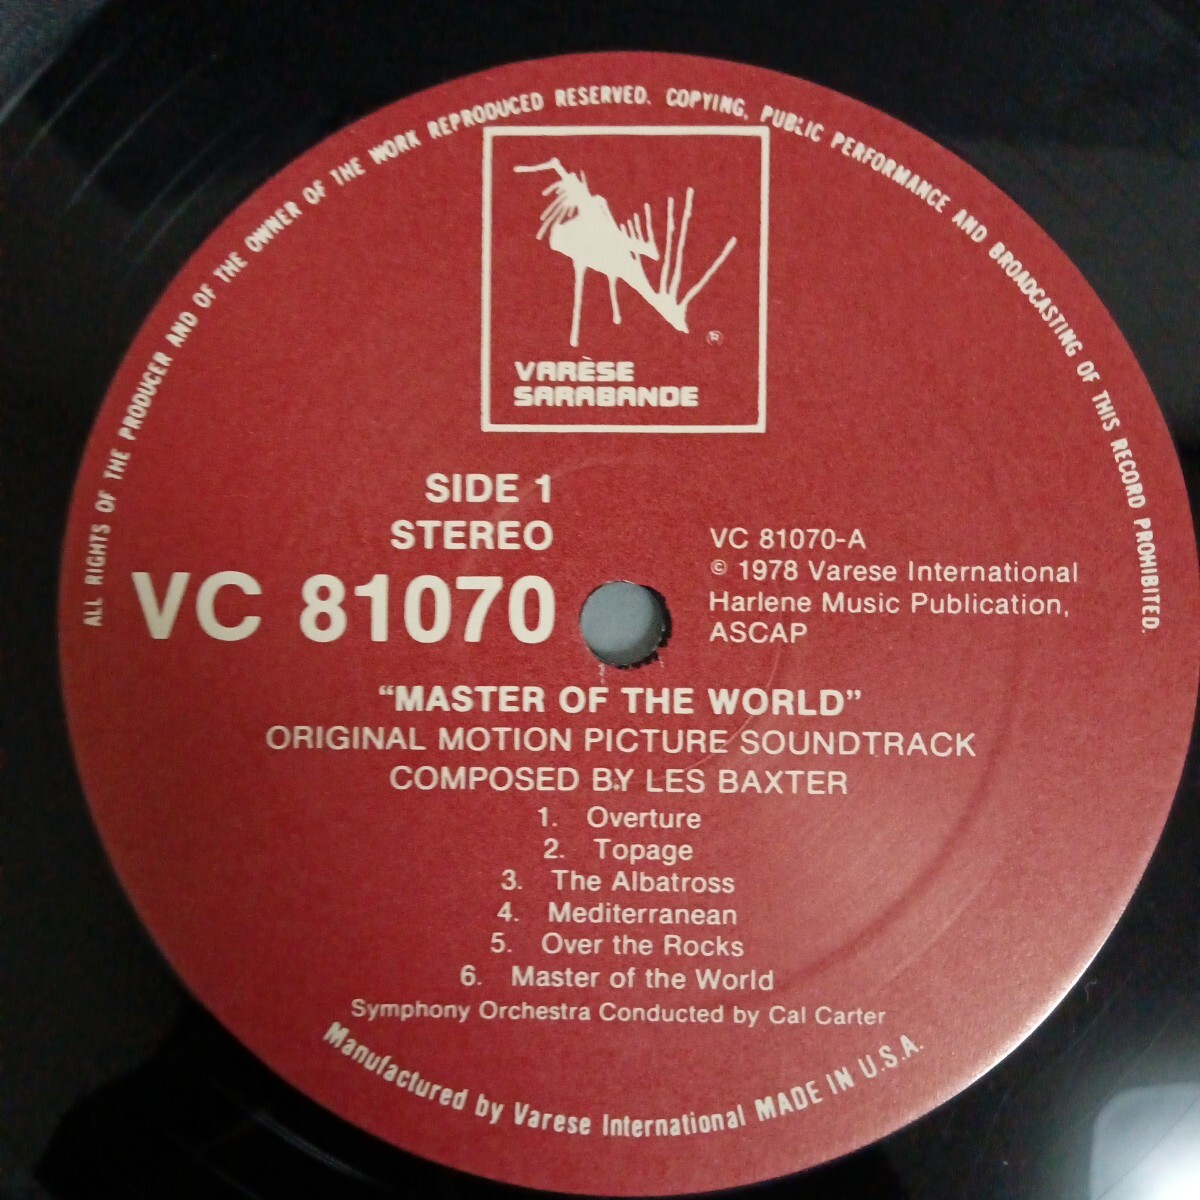 ALL RIGHTS OF THE PRODUCER AND OF THE OWNER OF THE WORK REPRODUCED RESERVED. COPYING, PUBLIC PERFORMANCE AND BROADCASTING OF THIS RECORD PROHIBITED.
®
VARÈSE
SARABANDE
SIDE 1
STEREO
VC 81070
VC 81070-A
© 1978 Varese International
Harlene Music Publication,
ASCAP
“MASTER OF THE WORLD”
ORIGINAL MOTION PICTURE SOUNDTRACK
COMPOSED BY LES BAXTER
1. Overture
2. Topage
3. The Albatross
4. Mediterranean
5. Over the Rocks
6. Master of the World
Symphony Orchestra Conducted by Cal Carter
Manufactured by Varese International MADE IN U.S.A.